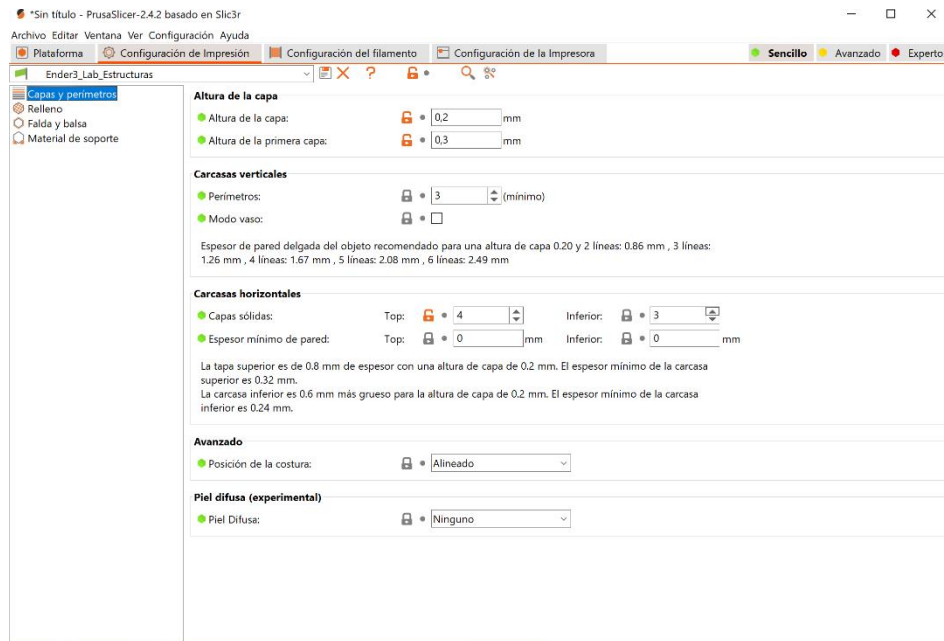 *Sin título - PrusaSlicer-2.4.2 basado en Slic3r
Archivo Editar Ventana Ver Configuración Ayuda
Plataforma Configuración de Impresión Configuración del filamento Configuración de la Impresora Sencillo Avanzado Experto
Ender3_Lab_Estructuras
Capas y perímetros
Relleno
Falda y balsa
Material de soporte
Altura de la capa
Altura de la capa: 0,2 mm
Altura de la primera capa: 0,3 mm
Carcasas verticales
Perímetros: 3 (mínimo)
Modo vaso:
Espesor de pared delgada del objeto recomendado para una altura de capa 0.20 y 2 líneas: 0.86 mm , 3 líneas:
1.26 mm , 4 líneas: 1.67 mm , 5 líneas: 2.08 mm , 6 líneas: 2.49 mm
Carcasas horizontales
Capas sólidas: Top: 4 Inferior: 3
Espesor mínimo de pared: Top: 0 mm Inferior: 0 mm
La tapa superior es de 0.8 mm de espesor con una altura de capa de 0.2 mm. El espesor mínimo de la carcasa
superior es 0.32 mm.
La carcasa inferior es 0.6 mm más grueso para la altura de capa de 0.2 mm. El espesor mínimo de la carcasa
inferior es 0.24 mm.
Avanzado
Posición de la costura: Alineado
Piel difusa (experimental)
Piel Difusa: Ninguno